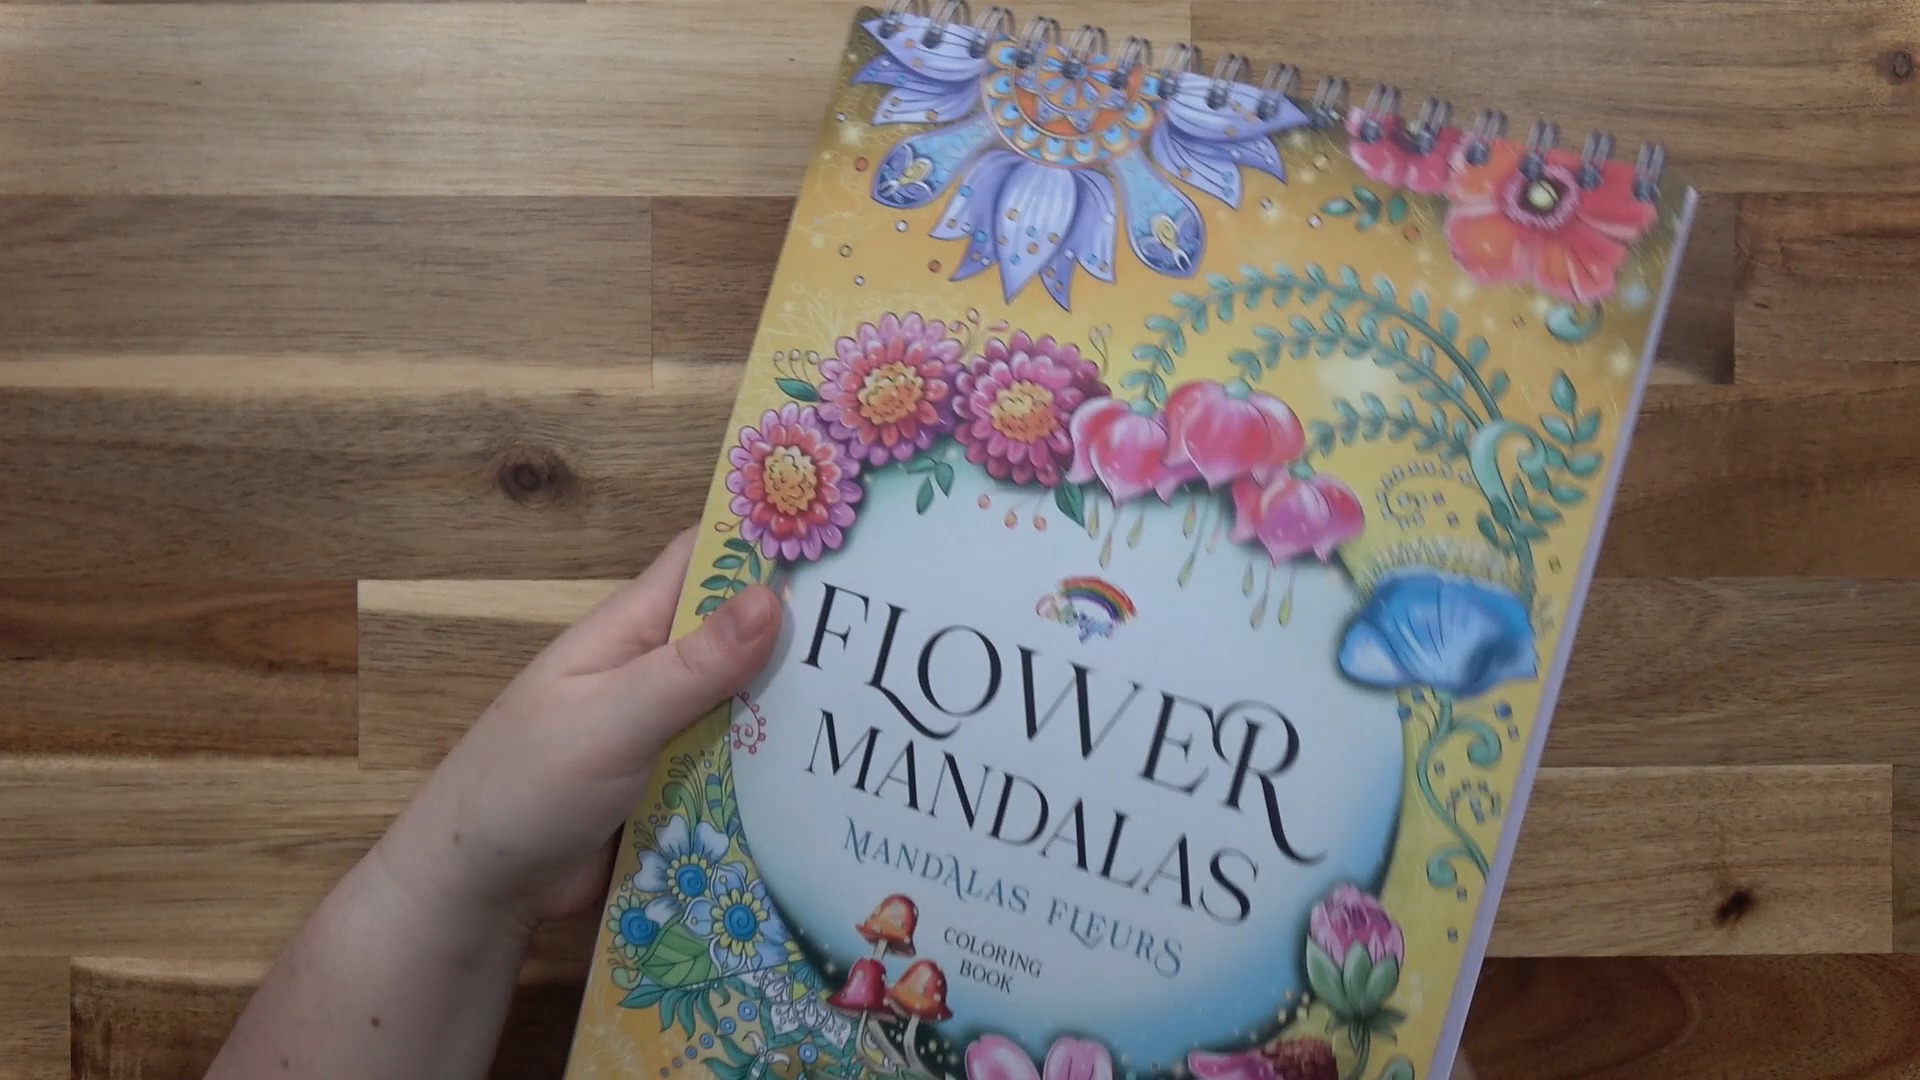 FLOWER
MANDALAS
MANDALAS FLEURS
COLORING
BOOK